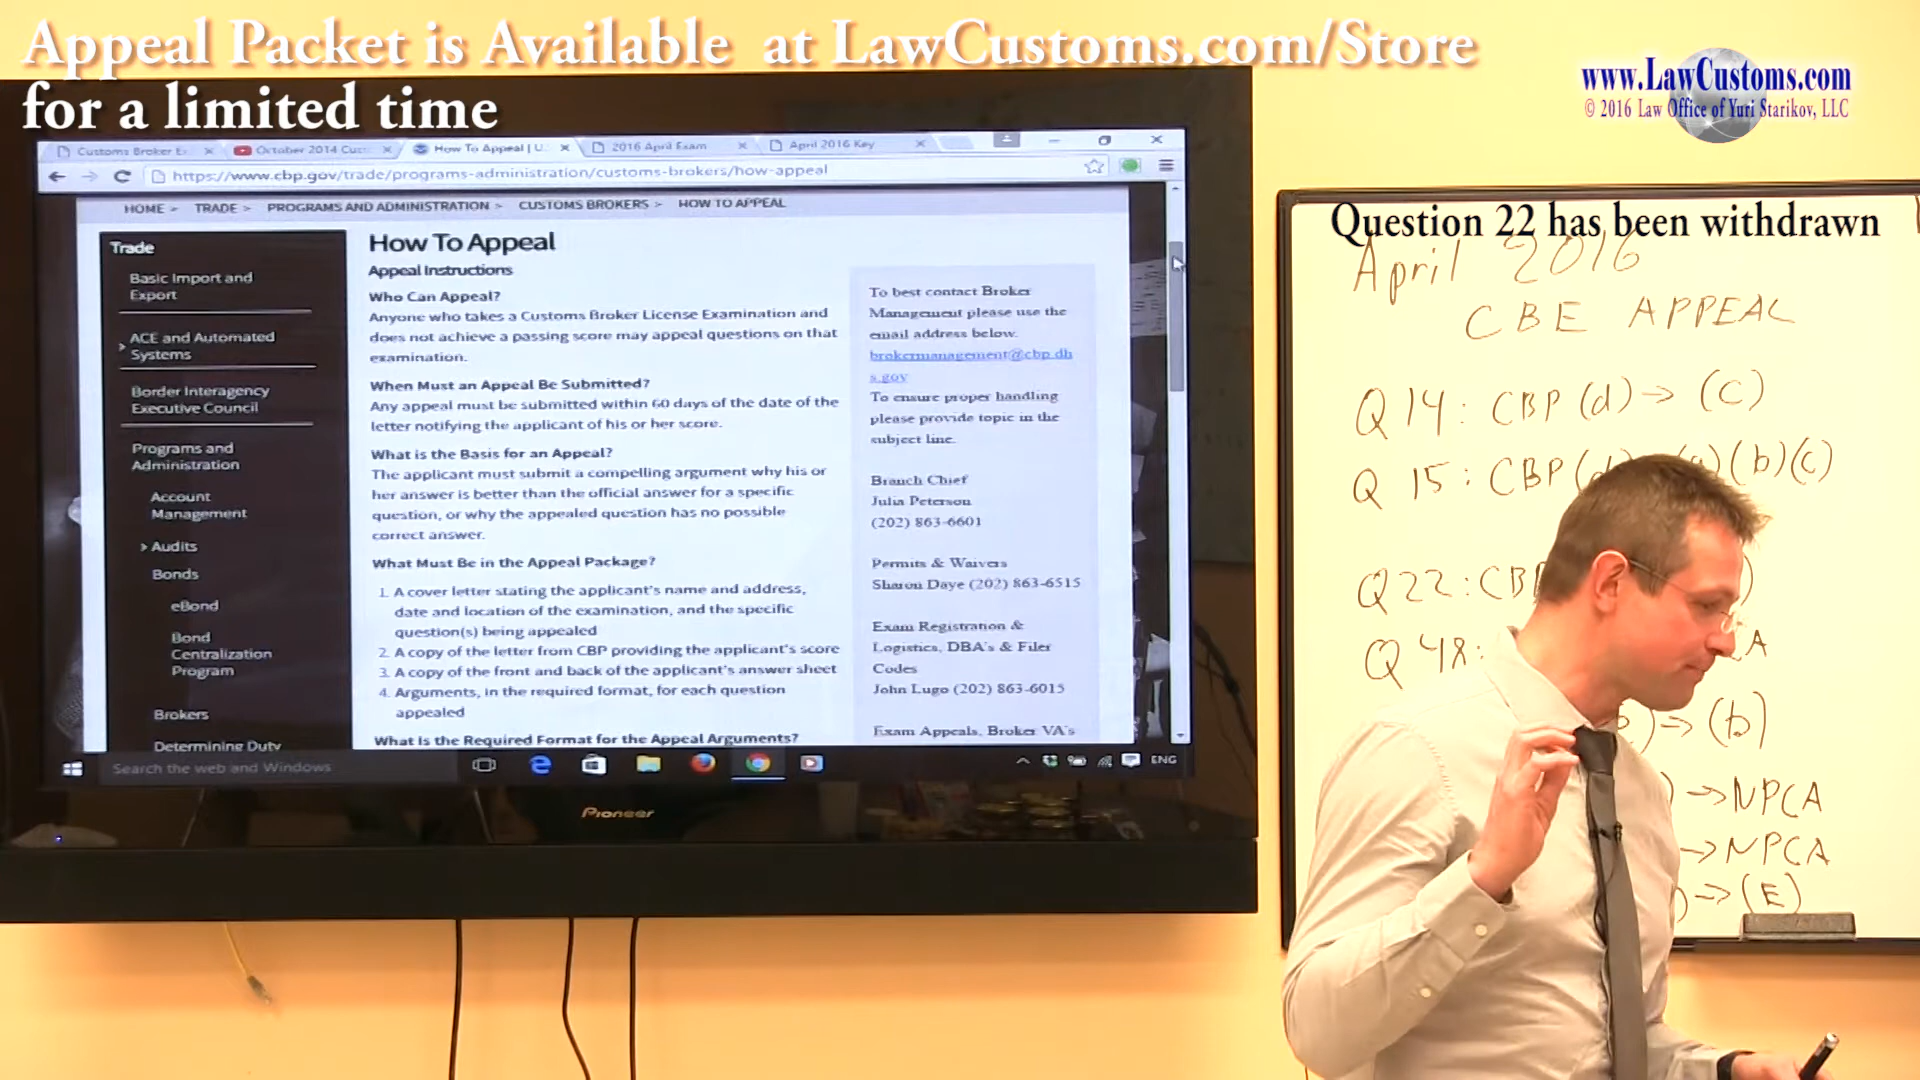 Appeal Packet is Available at LawCustoms.com/Store
for a limited time
www.LawCustoms.com
© 2016 Law Office of Yuri Starikov, LLC
Customs Broker E
October 2014 Cust
How To Appeal | U.
2016 April Exam
April 2016 Key
https://www.cbp.gov/trade/programs-administration/customs-brokers/how-appeal
HOME > TRADE > PROGRAMS AND ADMINISTRATION > CUSTOMS BROKERS > HOW TO APPEAL
Trade
Basic Import and
Export
ACE and Automated
Systems
Border Interagency
Executive Council
Programs and
Administration
Account
Management
Audits
Bonds
eBond
Bond
Centralization
Program
Brokers
Determining Duty
How To Appeal
Appeal Instructions
Who Can Appeal?
Anyone who takes a Customs Broker License Examination and
does not achieve a passing score may appeal questions on that
examination.
When Must an Appeal Be Submitted?
Any appeal must be submitted within 60 days of the date of the
letter notifying the applicant of his or her score.
What is the Basis for an Appeal?
The applicant must submit a compelling argument why his or
her answer is better than the official answer for a specific
question, or why the appealed question has no possible
correct answer.
What Must Be in the Appeal Package?
1. A cover letter stating the applicant's name and address,
date and location of the examination, and the specific
question(s) being appealed
2. A copy of the letter from CBP providing the applicant's score
3. A copy of the front and back of the applicant's answer sheet
4. Arguments, in the required format, for each question
appealed
What Is the Required Format for the Appeal Arguments?
To best contact Broker
Management please use the
email address below.
brokermanagement@cbp.dh
s.gov
To ensure proper handling
please provide topic in the
subject line.
Branch Chief
Julia Peterson
(202) 863-6601
Permits & Waivers
Sharon Daye (202) 863-6515
Exam Registration &
Logistics, DBA's & Filer
Codes
John Lugo (202) 863-6015
Exam Appeals, Broker VA's
Search the web and Windows
ENG
Pioneer
Question 22 has been withdrawn
April 2016
CBE APPEAL
Q 14: CBP (d) → (c)
Q 15: CBP (d) (b) (c)
Q 22: CBP
Q 48: A
) → (b)
) → NPCA
→ NPCA
) → (E)